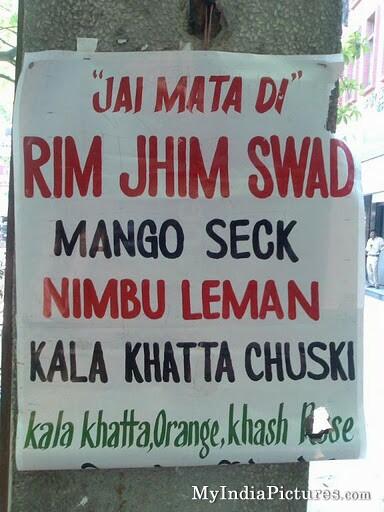 "JAI MATA DI"
RIM JHIM SWAD
MANGO SECK
NIMBU LEMAN
KALA KHATTA CHUSKI
kala khatta, Orange, khash Rose
MyIndiaPictures.com